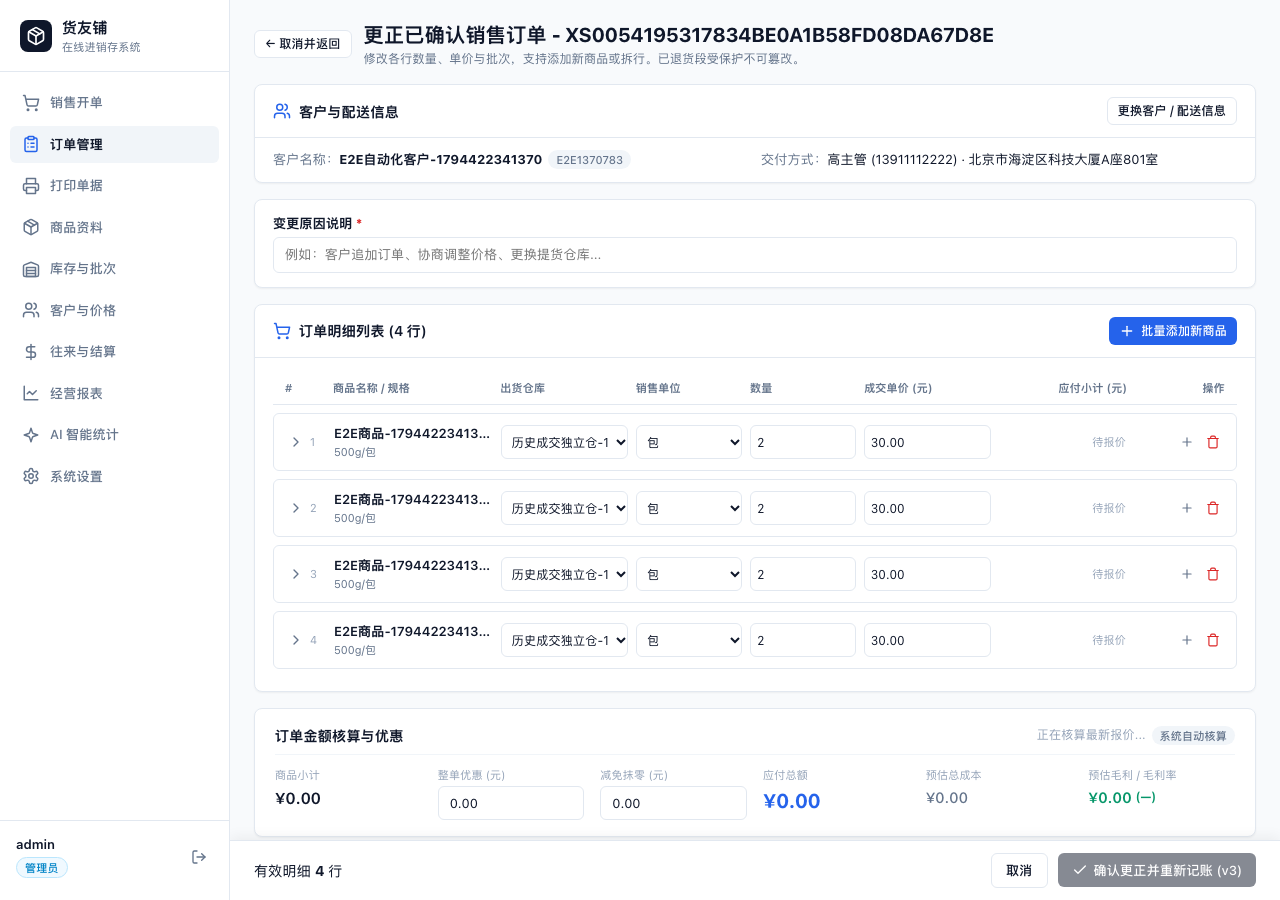 货友铺
在线进销存系统
销售开单
订单管理
打印单据
商品资料
库存与批次
客户与价格
往来与结算
经营报表
AI 智能统计
系统设置
admin
管理员
← 取消并返回
更正已确认销售订单 - XS0054195317834BE0A1B58FD08DA67D8E
修改各行数量、单价与批次，支持添加新商品或拆行。已退货段受保护不可篡改。
客户与配送信息
更换客户 / 配送信息
客户名称： E2E自动化客户-1794422341370 E2E1370783
交付方式： 高主管 (13911112222) · 北京市海淀区科技大厦A座801室
变更原因说明 *
例如：客户追加订单、协商调整价格、更换提货仓库...
订单明细列表 (4 行)
批量添加新商品
# 商品名称 / 规格 出货仓库 销售单位 数量 成交单价 (元) 应付小计 (元) 操作
1 E2E商品-17944223413... 历史成交独立仓-1 包 2 30.00 待报价
500g/包
2 E2E商品-17944223413... 历史成交独立仓-1 包 2 30.00 待报价
500g/包
3 E2E商品-17944223413... 历史成交独立仓-1 包 2 30.00 待报价
500g/包
4 E2E商品-17944223413... 历史成交独立仓-1 包 2 30.00 待报价
500g/包
订单金额核算与优惠
正在核算最新报价... 系统自动核算
商品小计 整单优惠 (元) 减免抹零 (元) 应付总额 预估总成本 预估毛利 / 毛利率
¥0.00 0.00 0.00 ¥0.00 ¥0.00 ¥0.00 (—)
有效明细 4 行
取消
确认更正并重新记账 (v3)